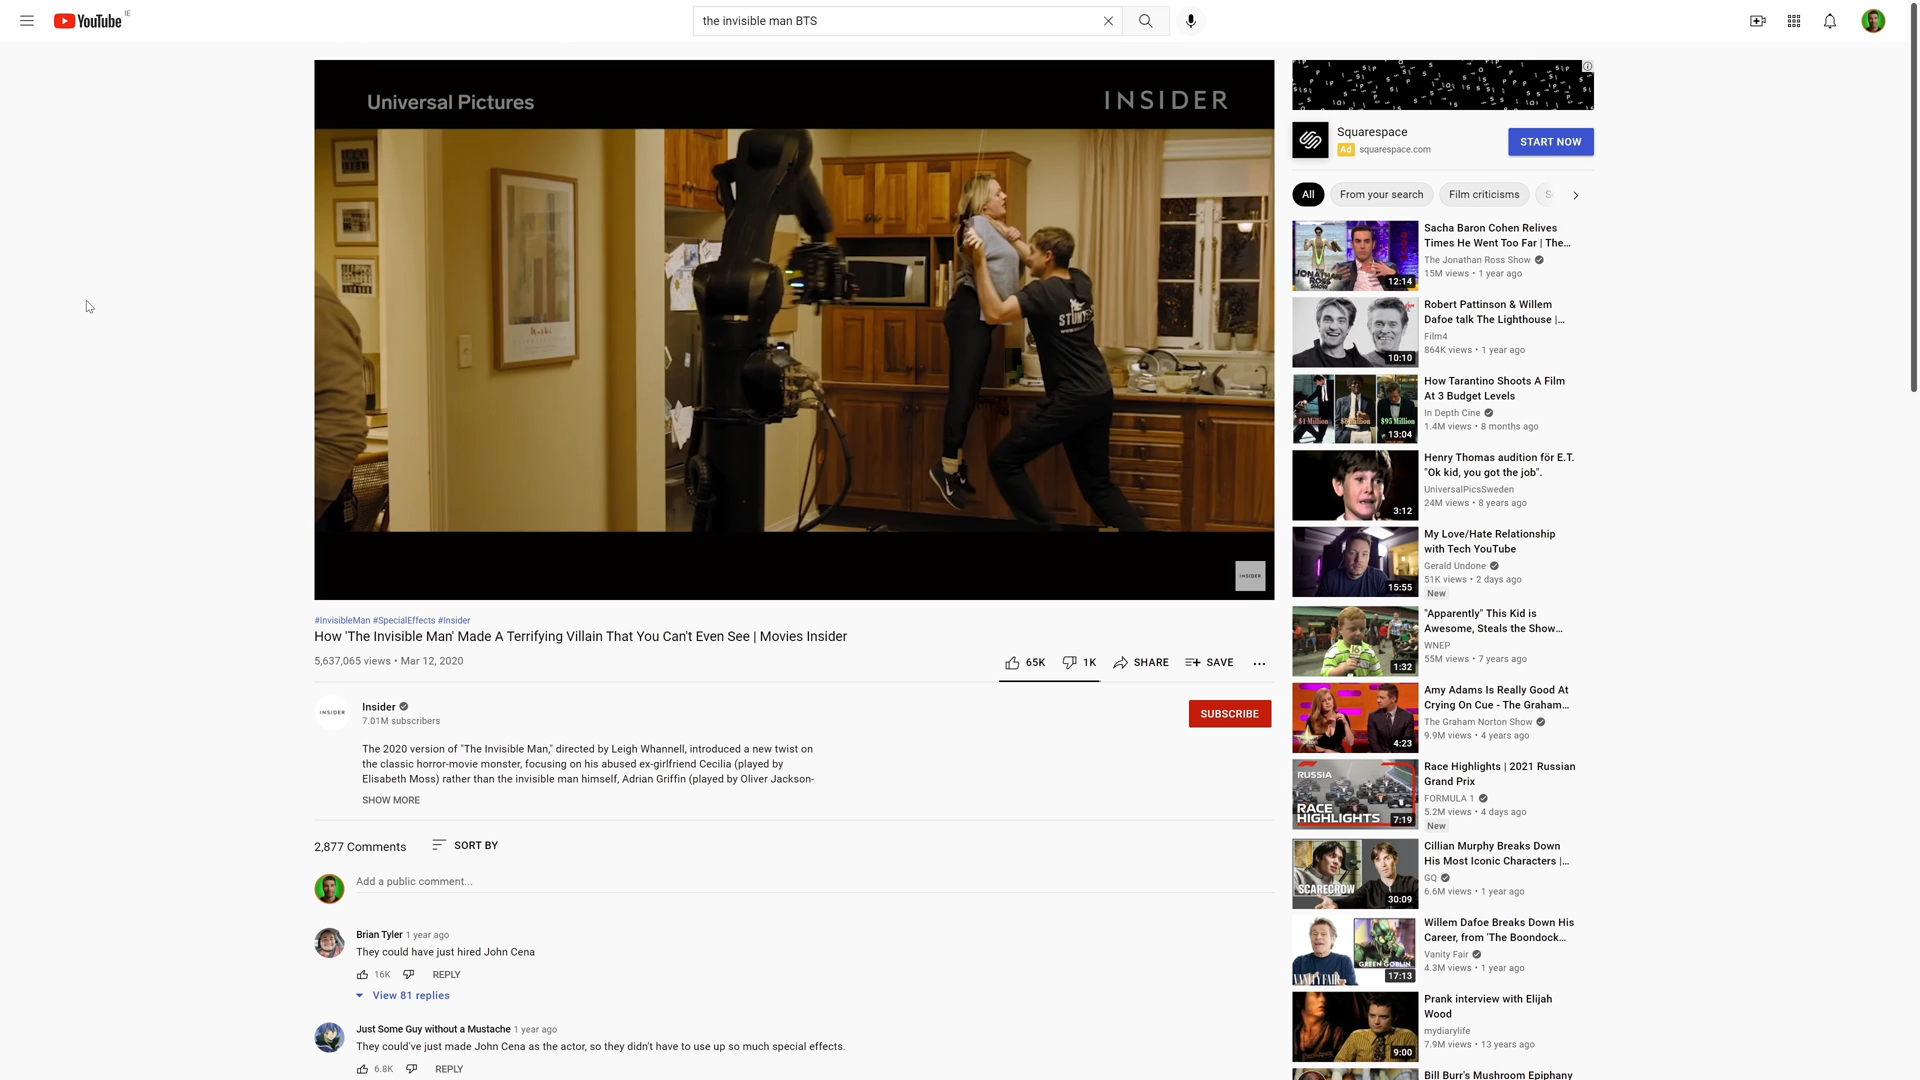 YouTube IE
the invisible man BTS
Universal Pictures
INSIDER
STUNT
INSIDER
#InvisibleMan #SpecialEffects #Insider
How 'The Invisible Man' Made A Terrifying Villain That You Can't Even See | Movies Insider
5,637,065 views • Mar 12, 2020
65K 1K SHARE SAVE
INSIDER
Insider
7.01M subscribers
SUBSCRIBE
The 2020 version of "The Invisible Man," directed by Leigh Whannell, introduced a new twist on
the classic horror-movie monster, focusing on his abused ex-girlfriend Cecilia (played by
Elisabeth Moss) rather than the invisible man himself, Adrian Griffin (played by Oliver Jackson-
SHOW MORE
2,877 Comments SORT BY
Add a public comment...
Brian Tyler 1 year ago
They could have just hired John Cena
16K REPLY
View 81 replies
Just Some Guy without a Mustache 1 year ago
They could've just made John Cena as the actor, so they didn't have to use up so much special effects.
6.8K REPLY
Squarespace
Ad squarespace.com
START NOW
All From your search Film criticisms
JONATHAN
ROSS
SHOW
12:14
Sacha Baron Cohen Relives
Times He Went Too Far | The...
The Jonathan Ross Show
15M views • 1 year ago
10:10
Robert Pattinson & Willem
Dafoe talk The Lighthouse |...
Film4
864K views • 1 year ago
$1 Million $95 Million
13:04
How Tarantino Shoots A Film
At 3 Budget Levels
In Depth Cine
1.4M views • 8 months ago
3:12
Henry Thomas audition för E.T.
"Ok kid, you got the job".
UniversalPicsSweden
24M views • 8 years ago
15:55
My Love/Hate Relationship
with Tech YouTube
Gerald Undone
51K views • 2 days ago
New
1:32
"Apparently" This Kid is
Awesome, Steals the Show...
WNEP
55M views • 7 years ago
4:23
Amy Adams Is Really Good At
Crying On Cue - The Graham...
The Graham Norton Show
9.9M views • 4 years ago
RUSSIA
RACE
HIGHLIGHTS
7:19
Race Highlights | 2021 Russian
Grand Prix
FORMULA 1
5.2M views • 4 days ago
New
SCARECROW
30:09
Cillian Murphy Breaks Down
His Most Iconic Characters |...
GQ
6.6M views • 1 year ago
GREEN GOBLIN
VANITY FAIR
17:13
Willem Dafoe Breaks Down His
Career, from 'The Boondock...
Vanity Fair
4.3M views • 1 year ago
9:00
Prank interview with Elijah
Wood
mydiarylife
7.9M views • 13 years ago
Bill Burr's Mushroom Epiphany